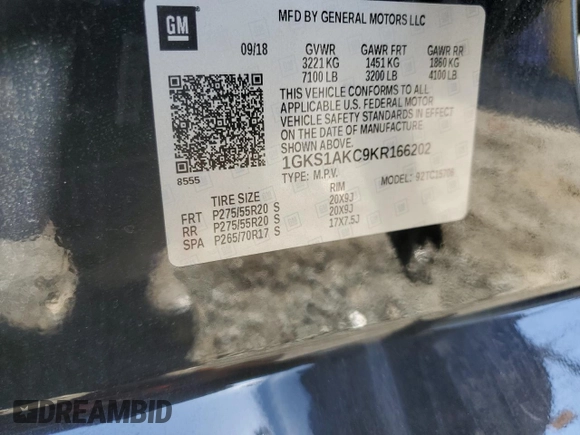 GM
MFD BY GENERAL MOTORS LLC
09/18 GVWR GAWR FRT GAWR RR
3221 KG 1451 KG 1860 KG
7100 LB 3200 LB 4100 LB
THIS VEHICLE CONFORMS TO ALL
APPLICABLE U.S. FEDERAL MOTOR
VEHICLE SAFETY STANDARDS IN EFFECT
ON THE DATE OF MANUFACTURE
SHOWN ABOVE.
1GKS1AKC9KR166202
8555 TYPE: M.P.V. MODEL: 92TC15706
TIRE SIZE RIM
FRT P275/55R20 S 20X9J
RR P275/55R20 S 20X9J
SPA P265/70R17 S 17X7.5J
DREAMBID